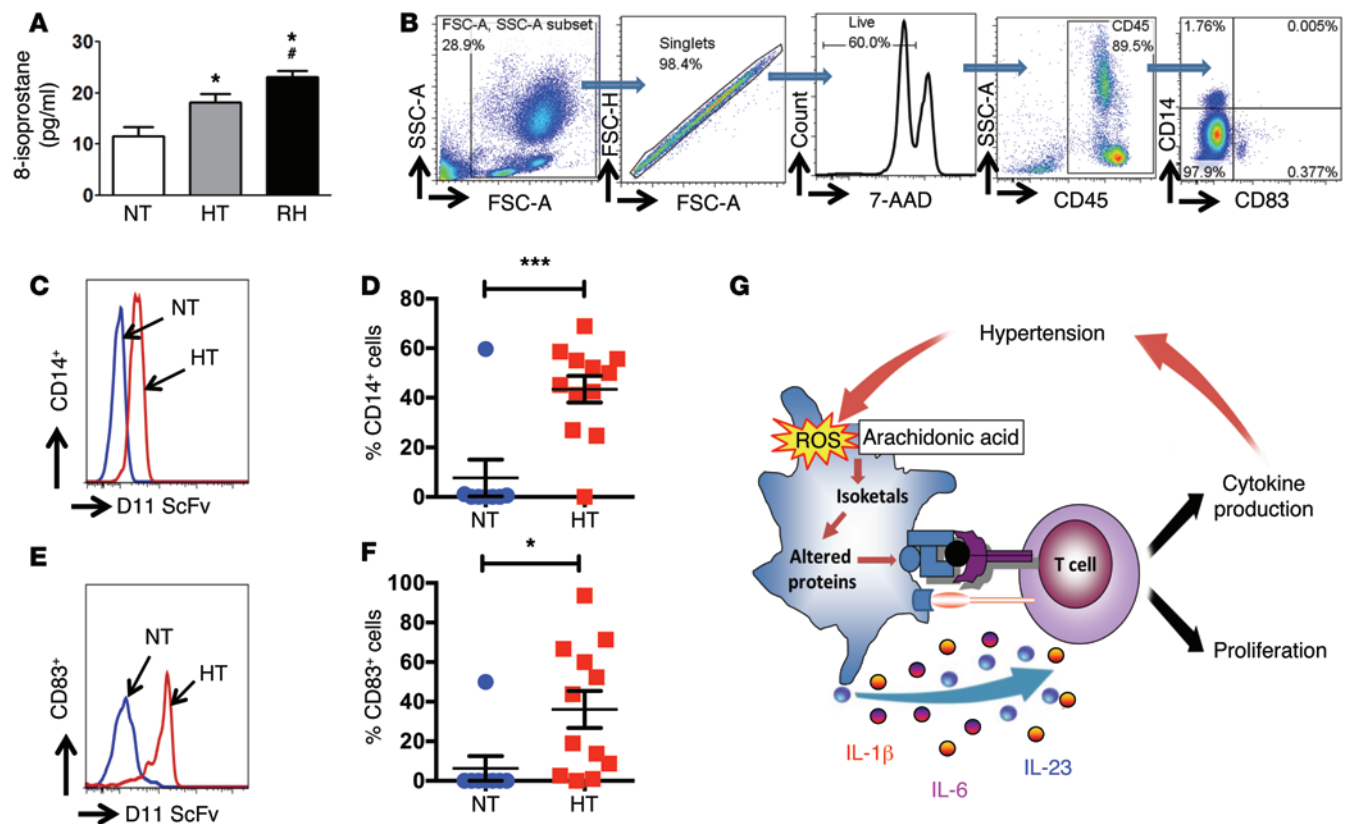 A
8-isoprostane
(pg/ml)
30
20
10
0
*
*
#
NT
HT
RH
B
FSC-A, SSC-A subset
28.9%
SSC-A
FSC-A
Singlets
98.4%
FSC-H
FSC-A
Live
60.0%
Count
7-AAD
CD45
89.5%
SSC-A
CD45
1.76%
0.005%
97.9%
0.377%
CD14
CD83
C
NT
HT
CD14+
D11 ScFv
D
***
% CD14+ cells
80
60
40
20
0
NT
HT
E
NT
HT
CD83+
D11 ScFv
F
*
% CD83+ cells
100
80
60
40
20
0
NT
HT
G
Hypertension
ROS
Arachidonic acid
Isoketals
Altered
proteins
T cell
Cytokine
production
Proliferation
IL-1β
IL-6
IL-23